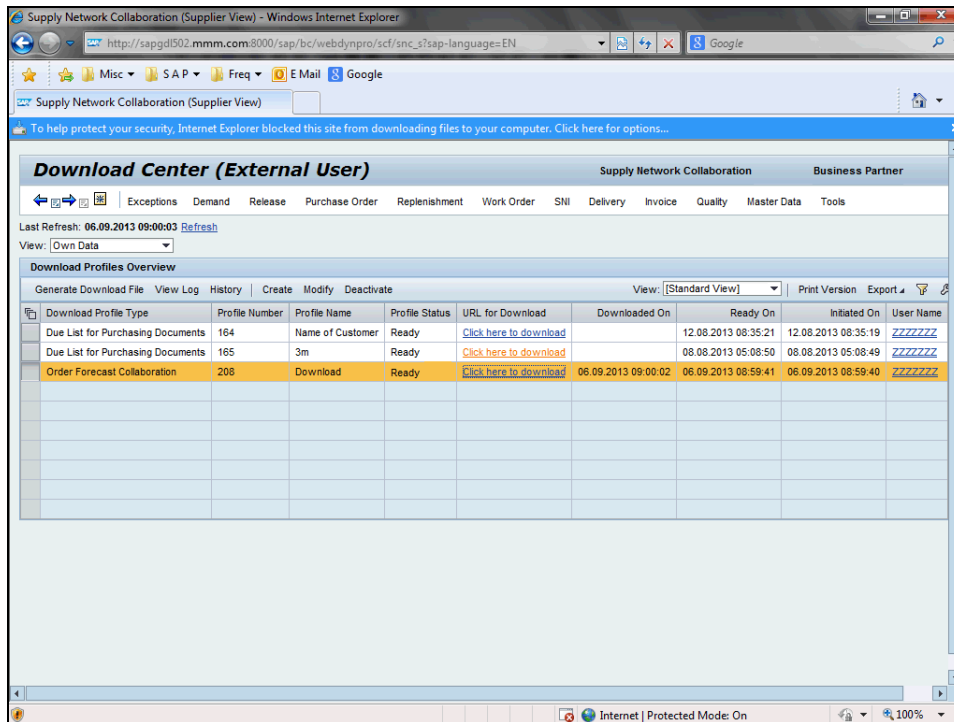 Supply Network Collaboration (Supplier View) - Windows Internet Explorer
http://sapgdl502.mmm.com:8000/sap/bc/webdynpro/scf/snc_s?sap-language=EN
Google
Misc SAP Freq E Mail Google
Supply Network Collaboration (Supplier View)
To help protect your security, Internet Explorer blocked this site from downloading files to your computer. Click here for options...
Download Center (External User) Supply Network Collaboration Business Partner
Exceptions Demand Release Purchase Order Replenishment Work Order SNI Delivery Invoice Quality Master Data Tools
Last Refresh: 06.09.2013 09:00:03 Refresh
View: Own Data
Download Profiles Overview
Generate Download File View Log History Create Modify Deactivate View: [Standard View] Print Version Export
Download Profile Type Profile Number Profile Name Profile Status URL for Download Downloaded On Ready On Initiated On User Name
Due List for Purchasing Documents 164 Name of Customer Ready Click here to download 12.08.2013 08:35:21 12.08.2013 08:35:19 ZZZZZZZ
Due List for Purchasing Documents 165 3m Ready Click here to download 08.08.2013 05:08:50 08.08.2013 05:08:49 ZZZZZZZ
Order Forecast Collaboration 208 Download Ready Click here to download 06.09.2013 09:00:02 06.09.2013 08:59:41 06.09.2013 08:59:40 ZZZZZZZ
Internet | Protected Mode: On 100%